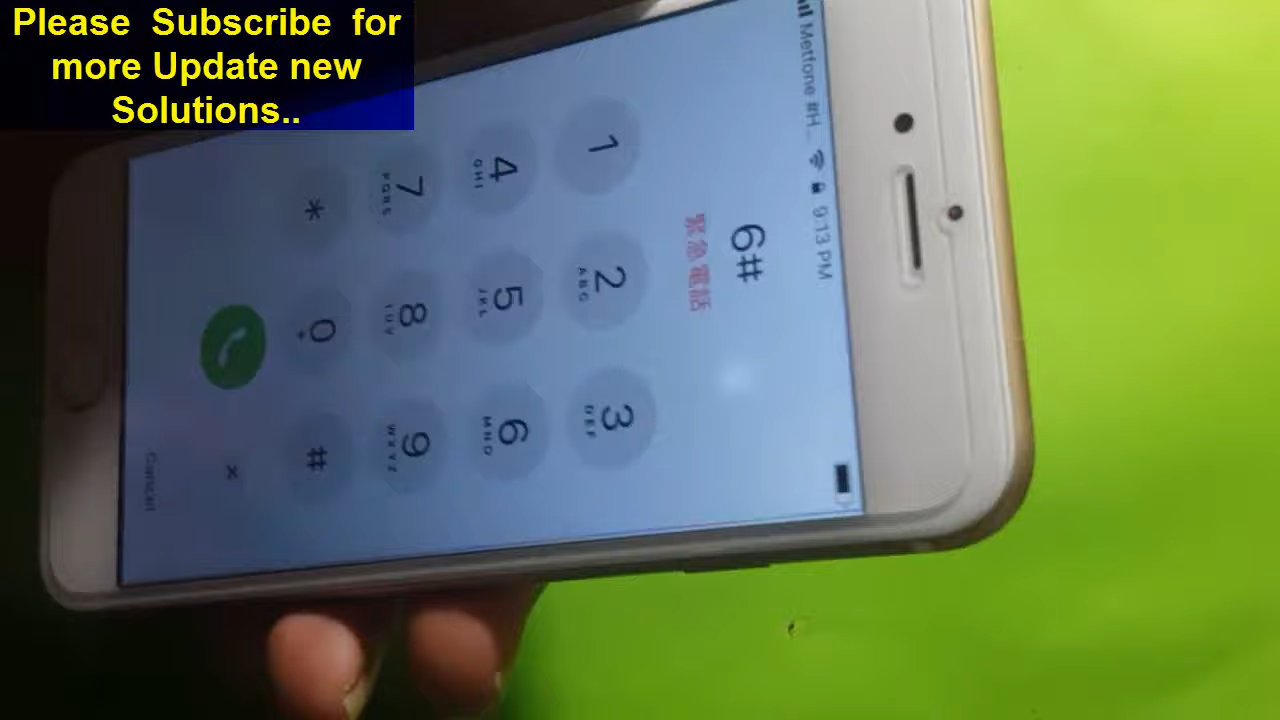 Please Subscribe for
more Update new
Solutions..
Metfone #H... 9:13 PM
6#
緊急電話
1 2 ABC 3 DEF
4 GHI 5 JKL 6 MNO
7 PQRS 8 TUV 9 WXYZ
* 0 + #
×
Cancel